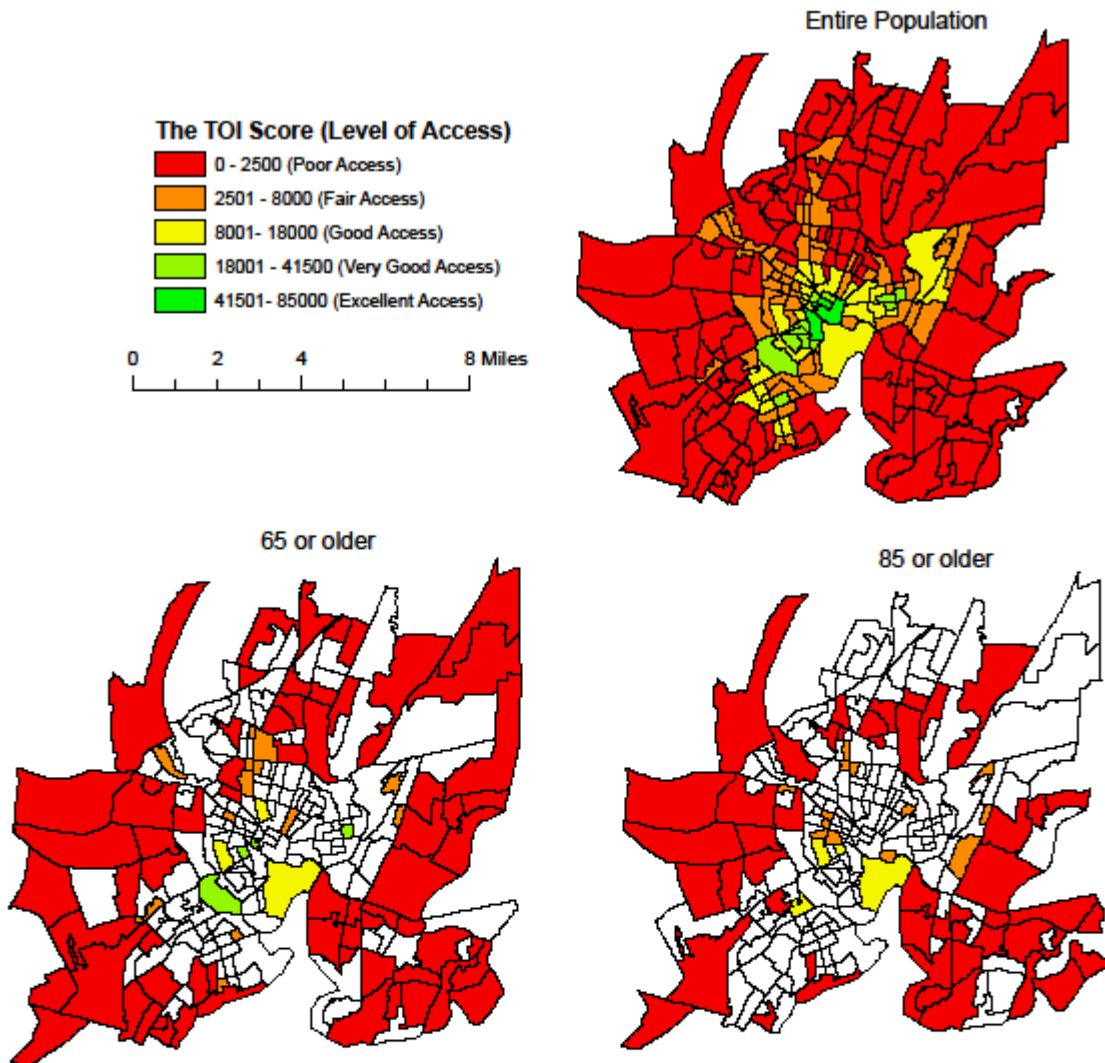 Entire Population
The TOI Score (Level of Access)
0 - 2500 (Poor Access)
2501 - 8000 (Fair Access)
8001- 18000 (Good Access)
18001 - 41500 (Very Good Access)
41501- 85000 (Excellent Access)
0 2 4 8 Miles
65 or older
85 or older